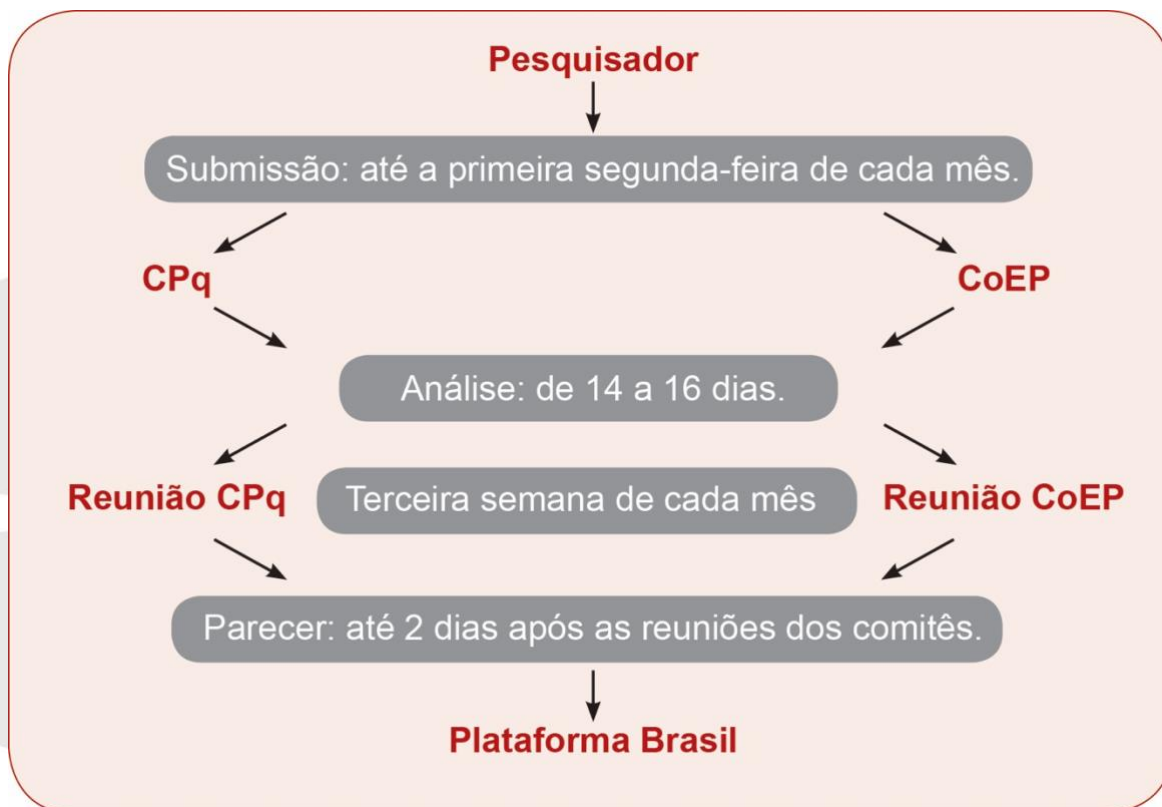 Pesquisador
Submissão: até a primeira segunda-feira de cada mês.
CPq
CoEP
Análise: de 14 a 16 dias.
Reunião CPq
Terceira semana de cada mês
Reunião CoEP
Parecer: até 2 dias após as reuniões dos comitês.
Plataforma Brasil